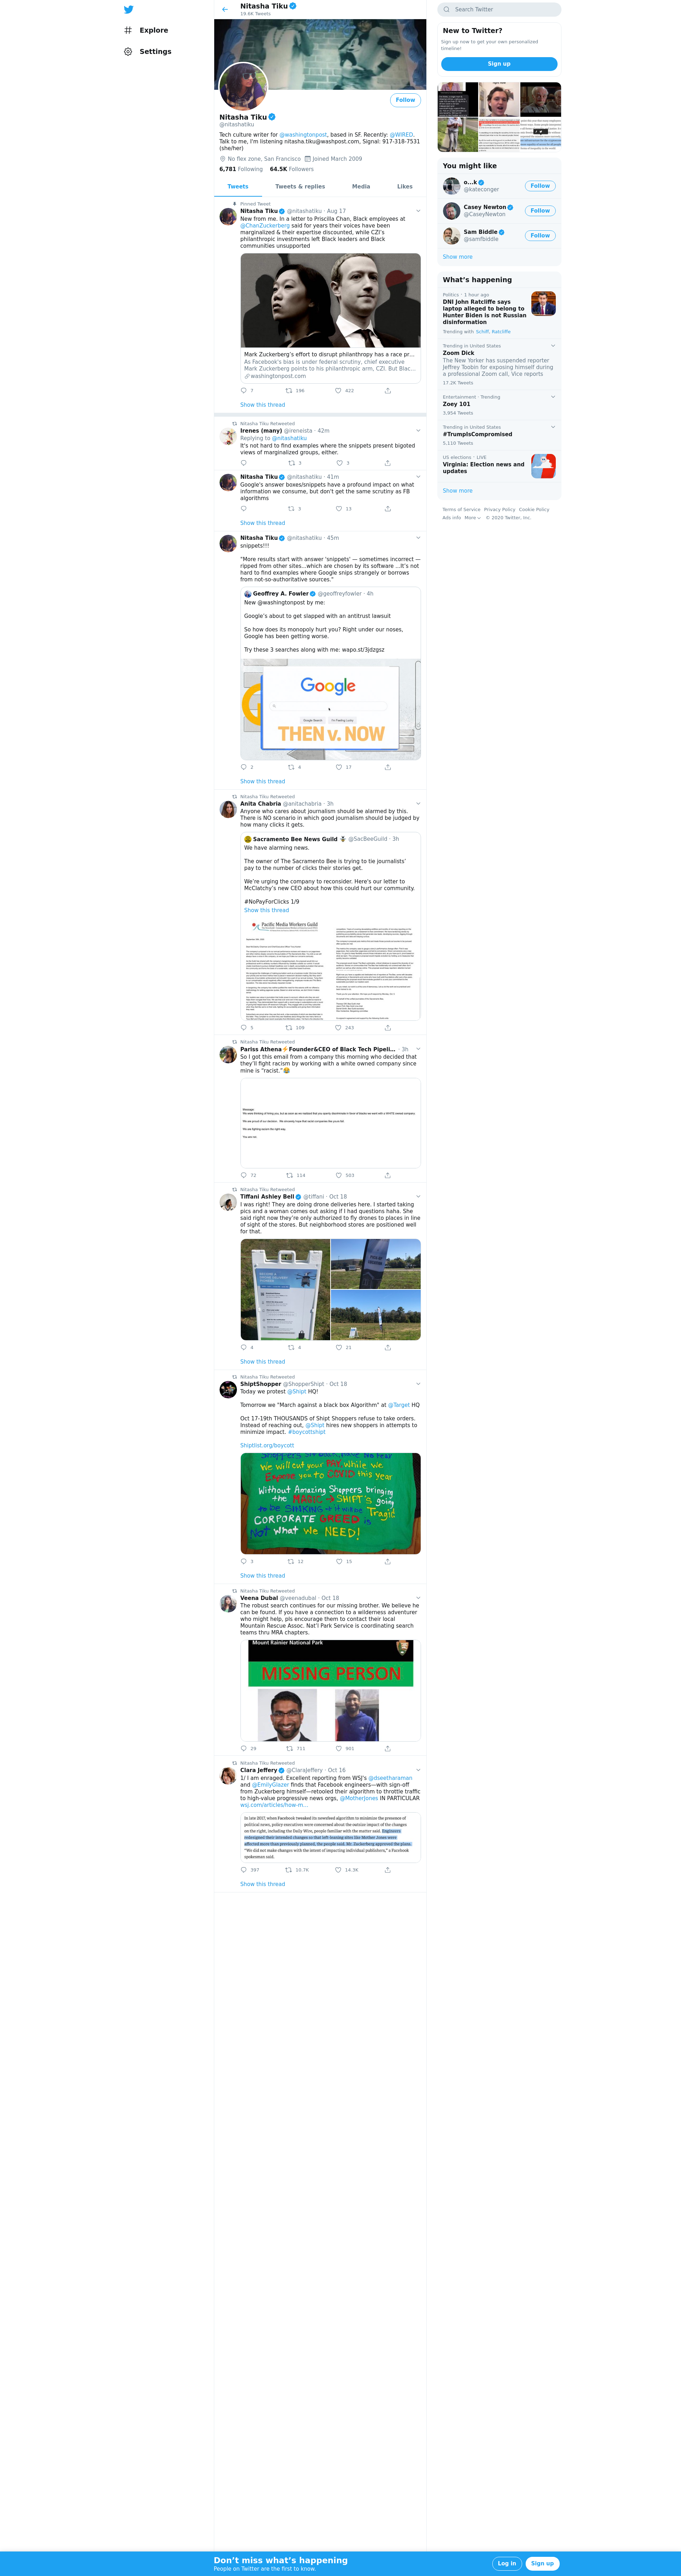 Explore
Settings
Nitasha Tiku
19.6K Tweets
Follow
Nitasha Tiku
@nitashatiku
Tech culture writer for @washingtonpost, based in SF. Recently: @WIRED.
Talk to me, I'm listening nitasha.tiku@washpost.com, Signal: 917-318-7531
(she/her)
No flex zone, San Francisco Joined March 2009
6,781 Following 64.5K Followers
Tweets Tweets & replies Media Likes
Pinned Tweet
Nitasha Tiku @nitashatiku · Aug 17
New from me. In a letter to Priscilla Chan, Black employees at
@ChanZuckerberg said for years their voices have been
marginalized & their expertise discounted, while CZI's
philanthropic investments left Black leaders and Black
communities unsupported
Mark Zuckerberg's effort to disrupt philanthropy has a race pr...
As Facebook's bias is under federal scrutiny, chief executive
Mark Zuckerberg points to his philanthropic arm, CZI. But Blac...
washingtonpost.com
7 196 422
Show this thread
Nitasha Tiku Retweeted
Irenes (many) @ireneista · 42m
Replying to @nitashatiku
It's not hard to find examples where the snippets present bigoted
views of marginalized groups, either.
3 3
Nitasha Tiku @nitashatiku · 41m
Google's answer boxes/snippets have a profound impact on what
information we consume, but don't get the same scrutiny as FB
algorithms
3 13
Show this thread
Nitasha Tiku @nitashatiku · 45m
snippets!!!
"More results start with answer 'snippets' — sometimes incorrect —
ripped from other sites...which are chosen by its software ...It's not
hard to find examples where Google snips strangely or borrows
from not-so-authoritative sources."
Geoffrey A. Fowler @geoffreyfowler · 4h
New @washingtonpost by me:
Google's about to get slapped with an antitrust lawsuit
So how does its monopoly hurt you? Right under our noses,
Google has been getting worse.
Try these 3 searches along with me: wapo.st/3jdzgsz
Google
Google Search I'm Feeling Lucky
THEN v. NOW
2 4 17
Show this thread
Nitasha Tiku Retweeted
Anita Chabria @anitachabria · 3h
Anyone who cares about journalism should be alarmed by this.
There is NO scenario in which good journalism should be judged by
how many clicks it gets.
Sacramento Bee News Guild @SacBeeGuild · 3h
We have alarming news.
The owner of The Sacramento Bee is trying to tie journalists'
pay to the number of clicks their stories get.
We're urging the company to reconsider. Here's our letter to
McClatchy's new CEO about how this could hurt our community.
#NoPayForClicks 1/9
Show this thread
Pacific Media Workers Guild
5 109 243
Nitasha Tiku Retweeted
Pariss Athena⚡Founder&CEO of Black Tech Pipeli... · 3h
So I got this email from a company this morning who decided that
they'll fight racism by working with a white owned company since
mine is "racist."😂
72 114 503
Nitasha Tiku Retweeted
Tiffani Ashley Bell @tiffani · Oct 18
I was right! They are doing drone deliveries here. I started taking
pics and a woman comes out asking if I had questions haha. She
said right now they're only authorized to fly drones to places in line
of sight of the stores. But neighborhood stores are positioned well
for that.
4 4 21
Show this thread
Nitasha Tiku Retweeted
ShiptShopper @ShopperShipt · Oct 18
Today we protest @Shipt HQ!
Tomorrow we "March against a black box Algorithm" at @Target HQ
Oct 17-19th THOUSANDS of Shipt Shoppers refuse to take orders.
Instead of reaching out, @Shipt hires new shoppers in attempts to
minimize impact. #boycottshipt
Shiptlist.org/boycott
We will cut your PAY while we
Expose you to COVID this year
Without Amazing Shoppers bringing
the MAGIC → SHIPT'S going
to be SHAKING - it will be Tragic
CORPORATE GREED is
NOT what we NEED!
3 12 15
Show this thread
Nitasha Tiku Retweeted
Veena Dubal @veenadubal · Oct 18
The robust search continues for our missing brother. We believe he
can be found. If you have a connection to a wilderness adventurer
who might help, pls encourage them to contact their local
Mountain Rescue Assoc. Nat'l Park Service is coordinating search
teams thru MRA chapters.
Mount Rainier National Park
MISSING PERSON
29 711 901
Nitasha Tiku Retweeted
Clara Jeffery @ClaraJeffery · Oct 16
1/ I am enraged. Excellent reporting from WSJ's @dseetharaman
and @EmilyGlazer finds that Facebook engineers—with sign-off
from Zuckerberg himself—retooled their algorithm to throttle traffic
to high-value progressive news orgs, @MotherJones IN PARTICULAR
wsj.com/articles/how-m...
In late 2017, when Facebook tweaked its newsfeed algorithm to minimize the presence of
political news, policy executives were concerned about the outsize impact of the changes
on the right, including the Daily Wire, people familiar with the matter said. Engineers
redesigned their intended changes so that left-leaning sites like Mother Jones were
affected more than previously planned, the people said. Mr. Zuckerberg approved the plans.
"We did not make changes with the intent of impacting individual publishers," a Facebook
spokesman said.
397 10.7K 14.3K
Show this thread
Search Twitter
New to Twitter?
Sign up now to get your own personalized
timeline!
Sign up
You might like
o...k
@kateconger
Follow
Casey Newton
@CaseyNewton
Follow
Sam Biddle
@samfbiddle
Follow
Show more
What's happening
Politics · 1 hour ago
DNI John Ratcliffe says
laptop alleged to belong to
Hunter Biden is not Russian
disinformation
Trending with Schiff, Ratcliffe
Trending in United States
Zoom Dick
The New Yorker has suspended reporter
Jeffrey Toobin for exposing himself during
a professional Zoom call, Vice reports
17.2K Tweets
Entertainment · Trending
Zoey 101
3,954 Tweets
Trending in United States
#TrumpIsCompromised
5,110 Tweets
US elections · LIVE
Virginia: Election news and
updates
Show more
Terms of Service Privacy Policy Cookie Policy
Ads info More © 2020 Twitter, Inc.
Don't miss what's happening
People on Twitter are the first to know.
Log in Sign up